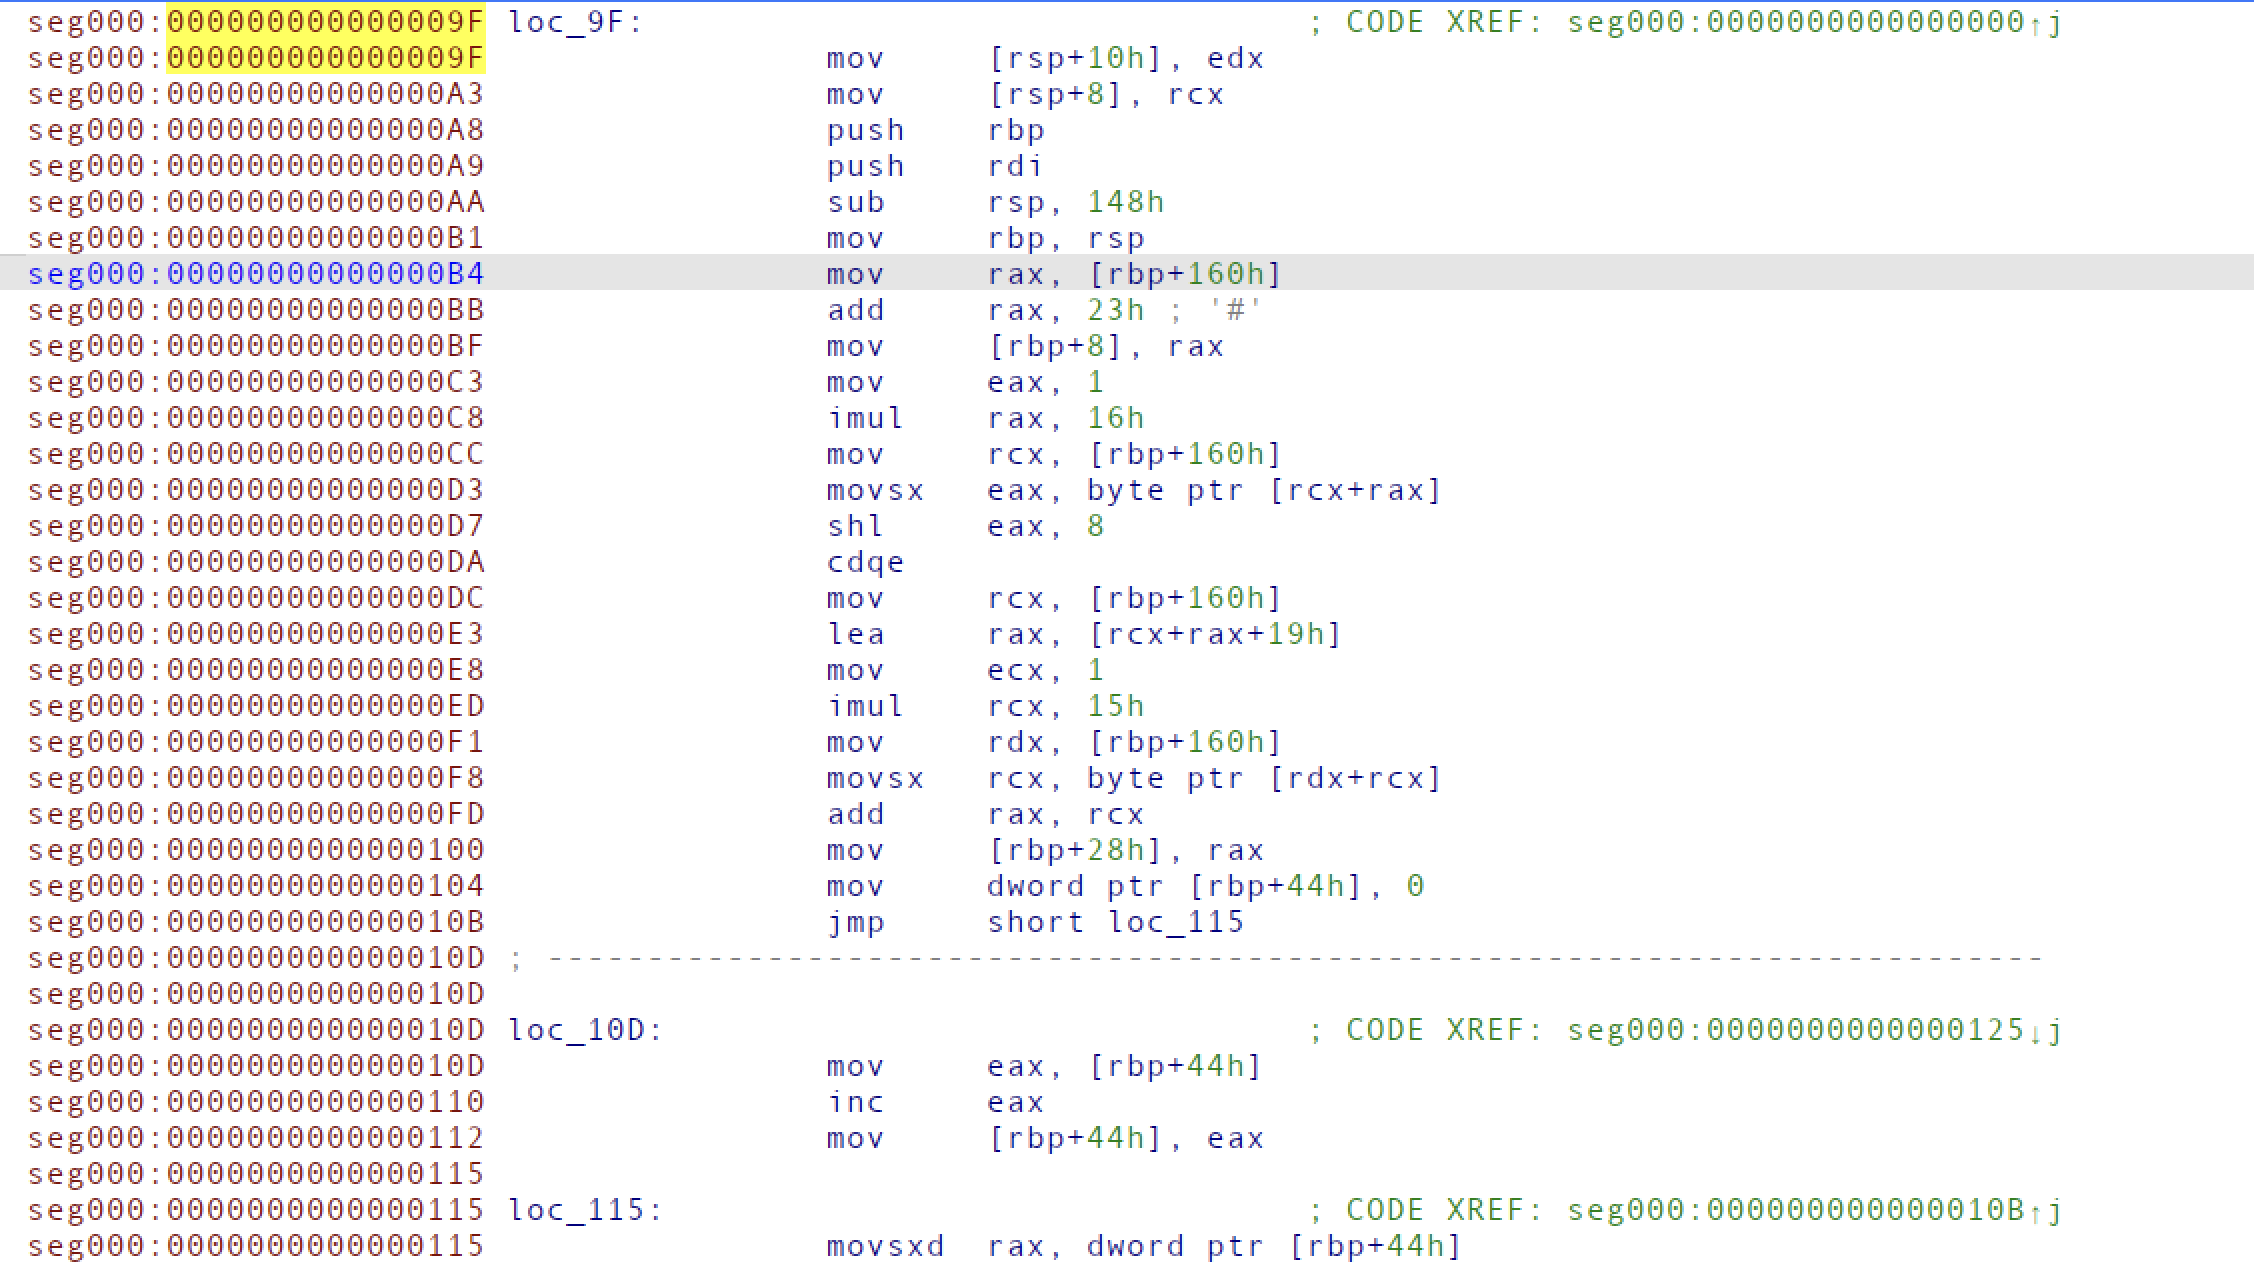 seg000:000000000000009F loc_9F: ; CODE XREF: seg000:0000000000000000↑j
seg000:000000000000009F mov [rsp+10h], edx
seg000:00000000000000A3 mov [rsp+8], rcx
seg000:00000000000000A8 push rbp
seg000:00000000000000A9 push rdi
seg000:00000000000000AA sub rsp, 148h
seg000:00000000000000B1 mov rbp, rsp
seg000:00000000000000B4 mov rax, [rbp+160h]
seg000:00000000000000BB add rax, 23h ; '#'
seg000:00000000000000BF mov [rbp+8], rax
seg000:00000000000000C3 mov eax, 1
seg000:00000000000000C8 imul rax, 16h
seg000:00000000000000CC mov rcx, [rbp+160h]
seg000:00000000000000D3 movsx eax, byte ptr [rcx+rax]
seg000:00000000000000D7 shl eax, 8
seg000:00000000000000DA cdqe
seg000:00000000000000DC mov rcx, [rbp+160h]
seg000:00000000000000E3 lea rax, [rcx+rax+19h]
seg000:00000000000000E8 mov ecx, 1
seg000:00000000000000ED imul rcx, 15h
seg000:00000000000000F1 mov rdx, [rbp+160h]
seg000:00000000000000F8 movsx rcx, byte ptr [rdx+rcx]
seg000:00000000000000FD add rax, rcx
seg000:0000000000000100 mov [rbp+28h], rax
seg000:0000000000000104 mov dword ptr [rbp+44h], 0
seg000:000000000000010B jmp short loc_115
seg000:000000000000010D ; ---------------------------------------------------------------------------
seg000:000000000000010D
seg000:000000000000010D loc_10D: ; CODE XREF: seg000:0000000000000125↓j
seg000:000000000000010D mov eax, [rbp+44h]
seg000:0000000000000110 inc eax
seg000:0000000000000112 mov [rbp+44h], eax
seg000:0000000000000115
seg000:0000000000000115 loc_115: ; CODE XREF: seg000:000000000000010B↑j
seg000:0000000000000115 movsxd rax, dword ptr [rbp+44h]